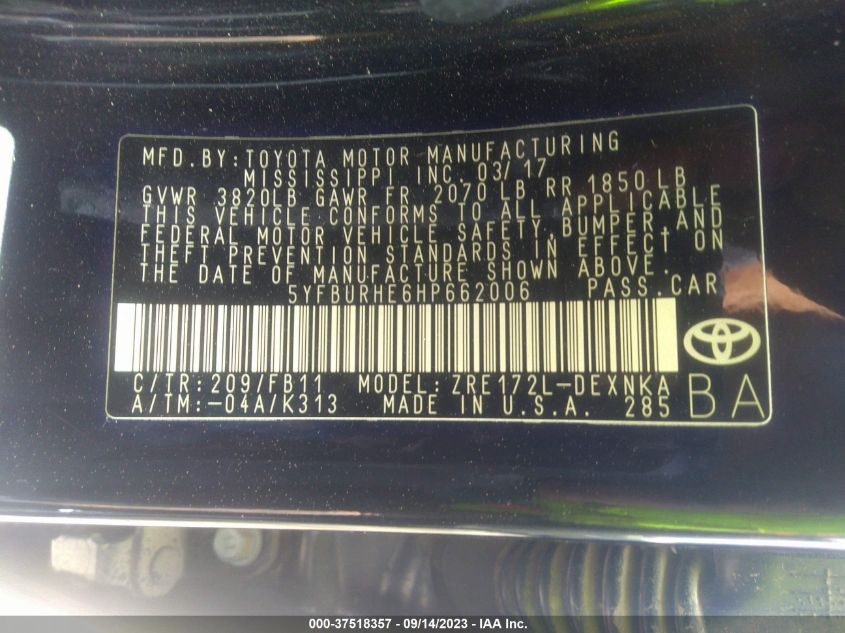 MFD.BY:TOYOTA MOTOR MANUFACTURING
MISSISSIPPI INC. 03/17
GVWR 3820LB GAWR FR 2070 LB RR 1850 LB
THIS VEHICLE CONFORMS TO ALL APPLICABLE
FEDERAL MOTOR VEHICLE SAFETY,BUMPER,AND
THEFT PREVENTION STANDARDS IN EFFECT ON
THE DATE OF MANUFACTURE SHOWN ABOVE.
5YFBURHE6HP662006 PASS.CAR
C/TR:209/FB11 MODEL:ZRE172L-DEXNKA
A/TM:-04A/K313 MADE IN U.S.A. 285
BA
000-37518357 - 09/14/2023 - IAA Inc.